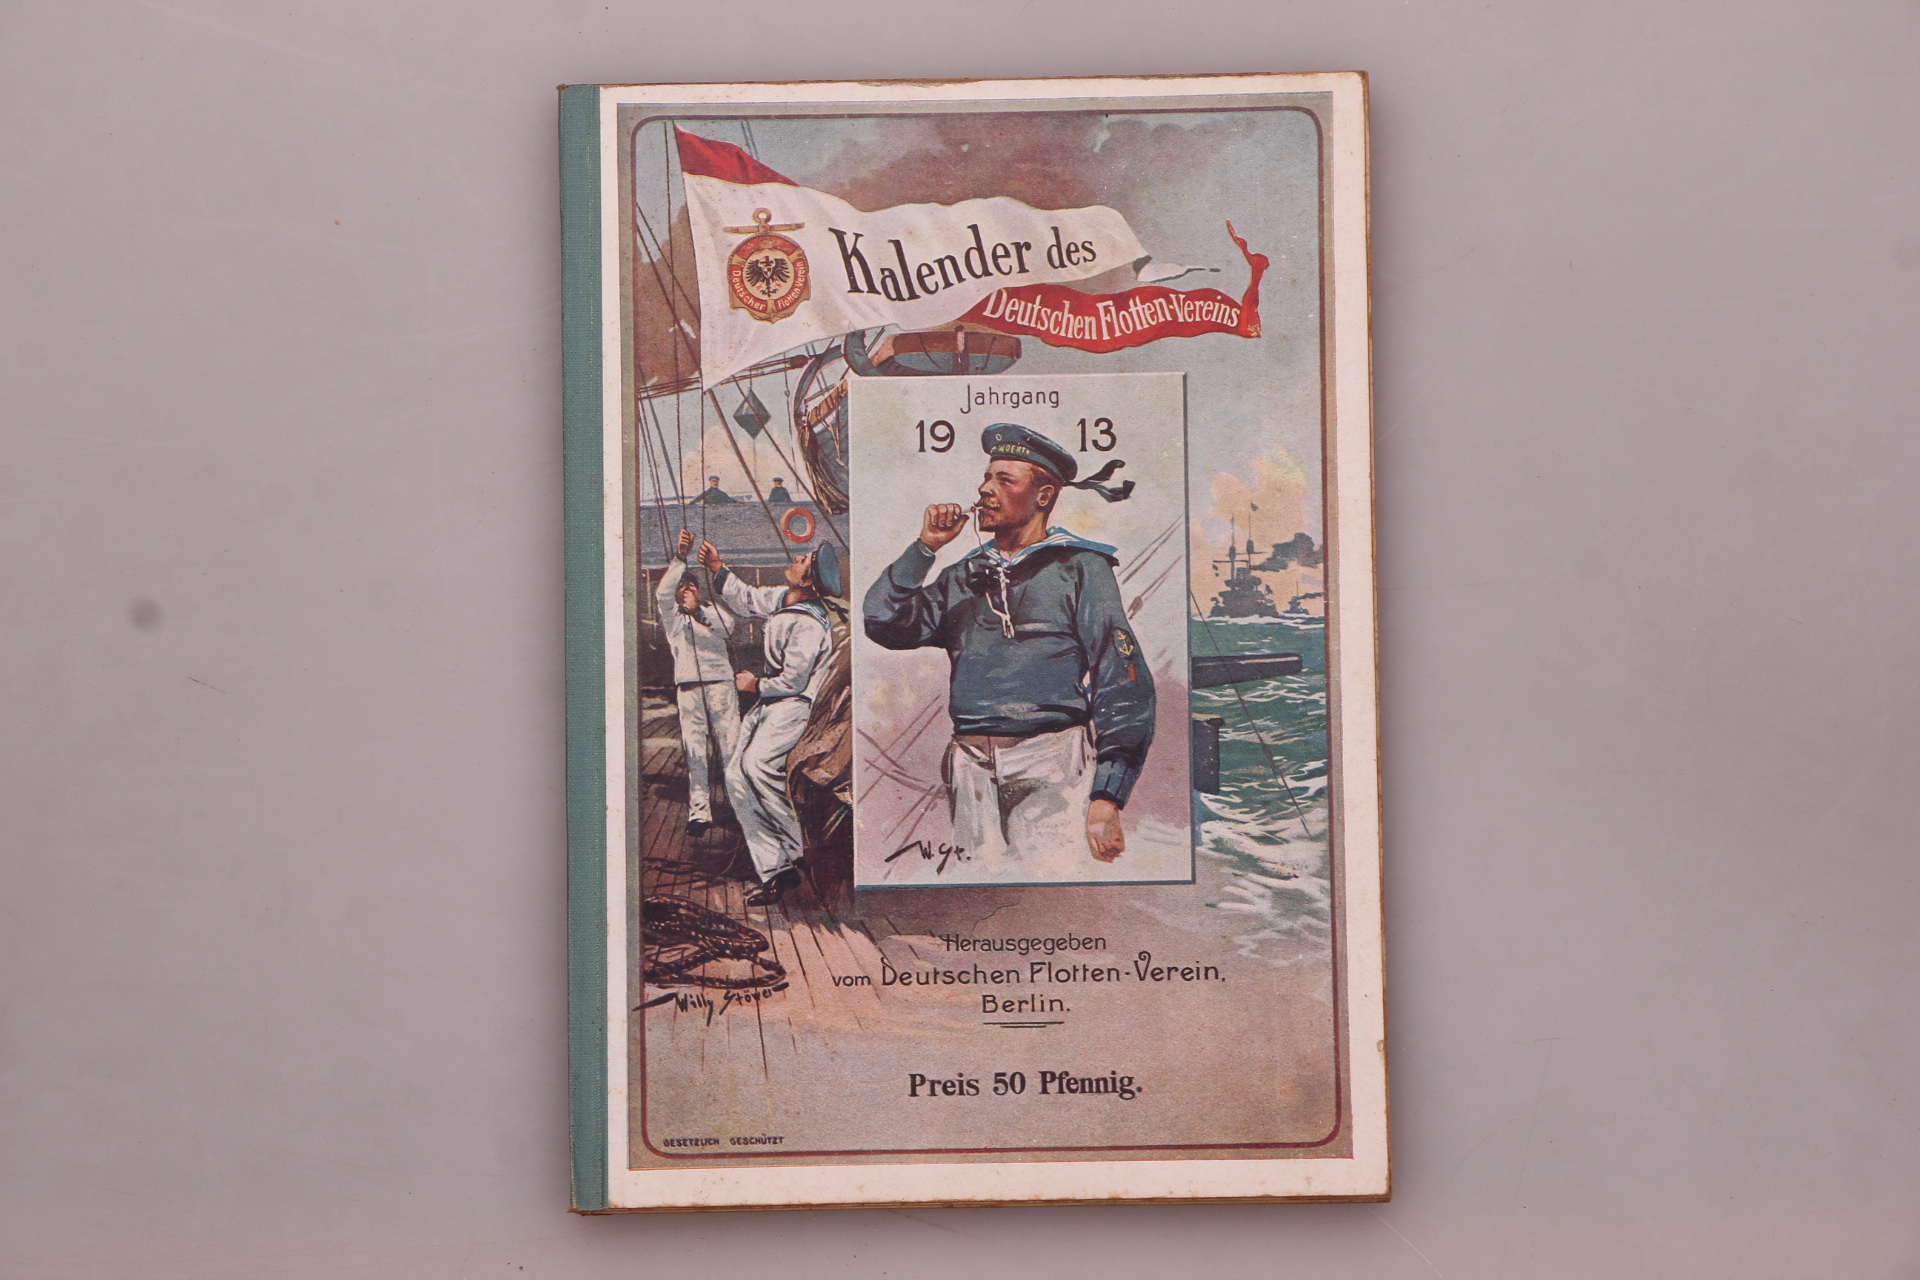 Kalender des
Deutschen Flotten-Vereins
Deutscher Flotten-Verein
Jahrgang
19 13
W. St.
Herausgegeben
vom Deutschen Flotten-Verein,
Berlin.
Willy Stöwer
Preis 50 Pfennig.
GESETZLICH GESCHÜTZT